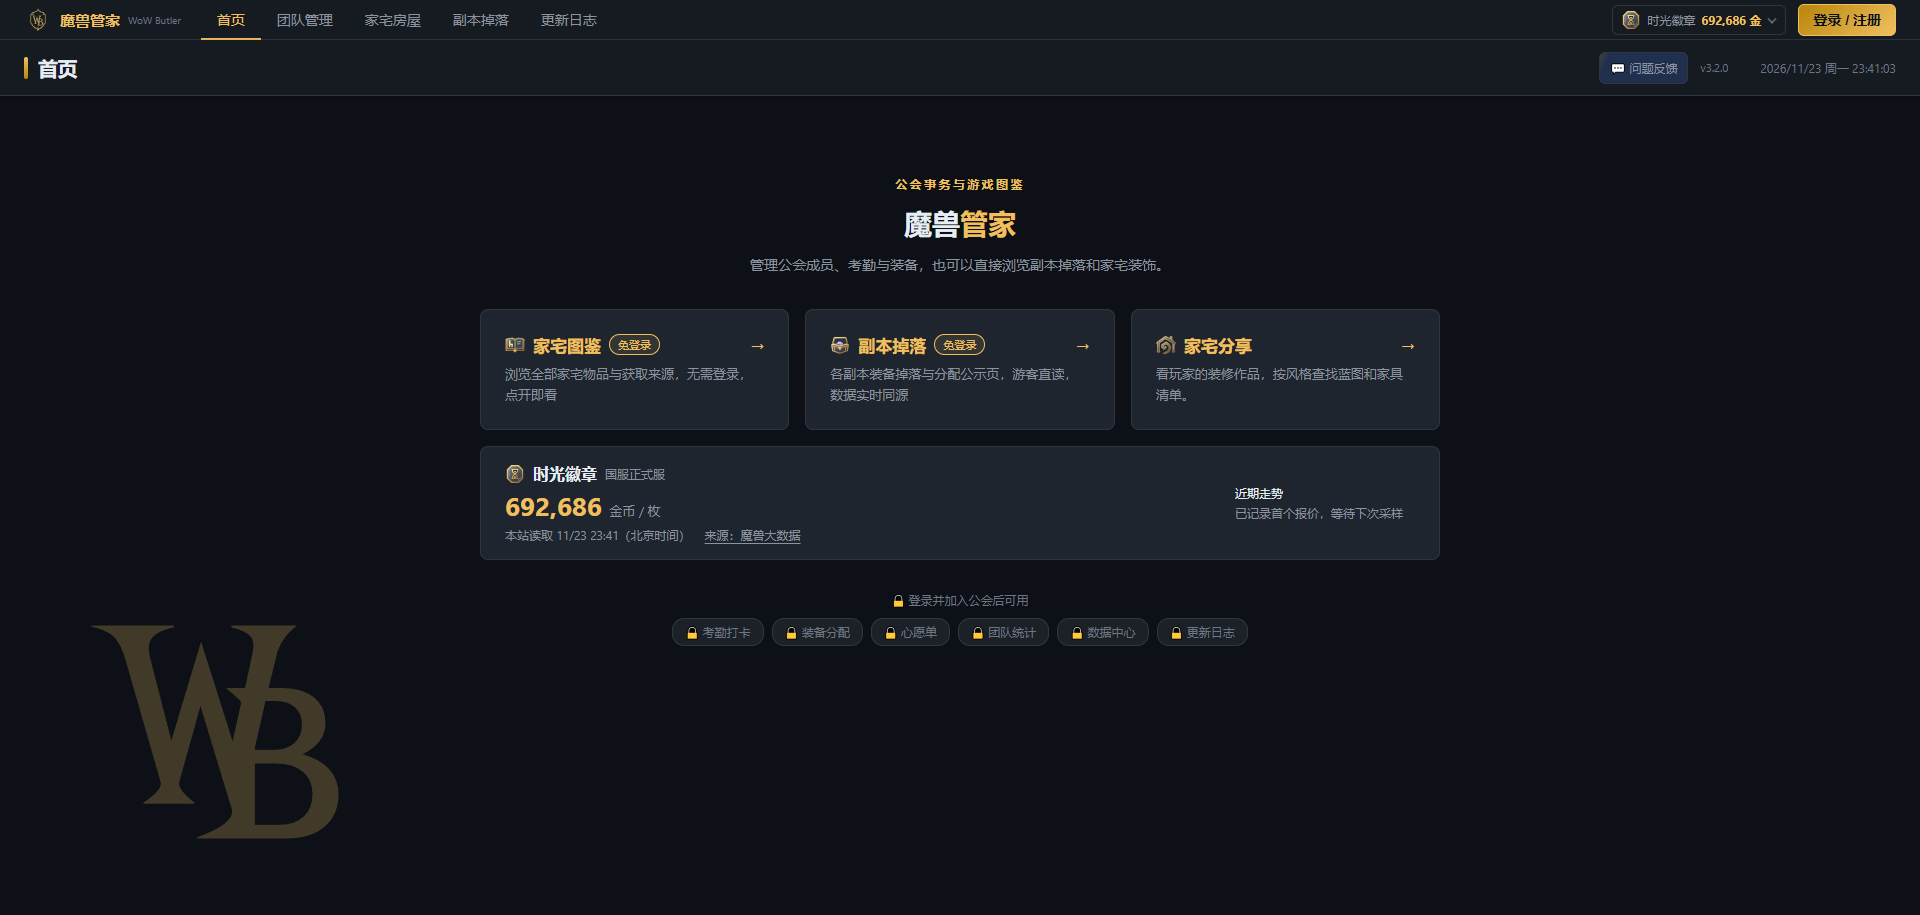 魔兽管家 WoW Butler 首页 团队管理 家宅房屋 副本掉落 更新日志 时光徽章 692,686 金 登录 / 注册
首页 问题反馈 v3.2.0 2026/11/23 周一 23:41:03
公会事务与游戏图鉴
魔兽管家
管理公会成员、考勤与装备，也可以直接浏览副本掉落和家宅装饰。
家宅图鉴 免登录 →
浏览全部家宅物品与获取来源，无需登录，
点开即看
副本掉落 免登录 →
各副本装备掉落与分配公示页，游客直读，
数据实时同源
家宅分享 →
看玩家的装修作品，按风格查找蓝图和家具
清单。
时光徽章 国服正式服
692,686 金币 / 枚
本站读取 11/23 23:41（北京时间） 来源：魔兽大数据
近期走势
已记录首个报价，等待下次采样
登录并加入公会后可用
考勤打卡 装备分配 心愿单 团队统计 数据中心 更新日志
WB